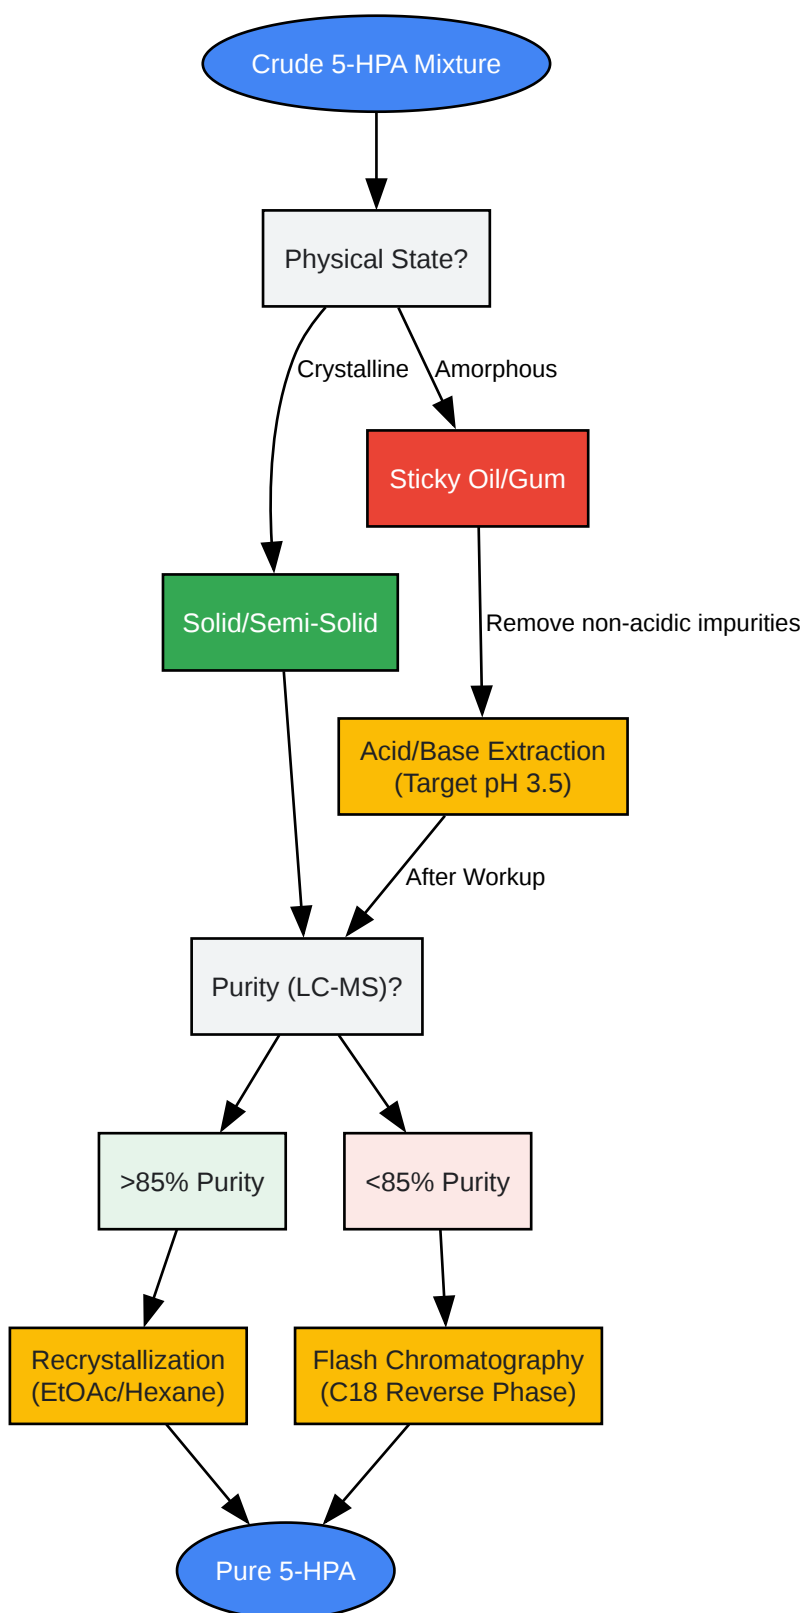 Crude 5-HPA Mixture
Physical State?
Crystalline
Amorphous
Sticky Oil/Gum
Solid/Semi-Solid
Remove non-acidic impurities
Acid/Base Extraction
(Target pH 3.5)
After Workup
Purity (LC-MS)?
>85% Purity
<85% Purity
Recrystallization
(EtOAc/Hexane)
Flash Chromatography
(C18 Reverse Phase)
Pure 5-HPA